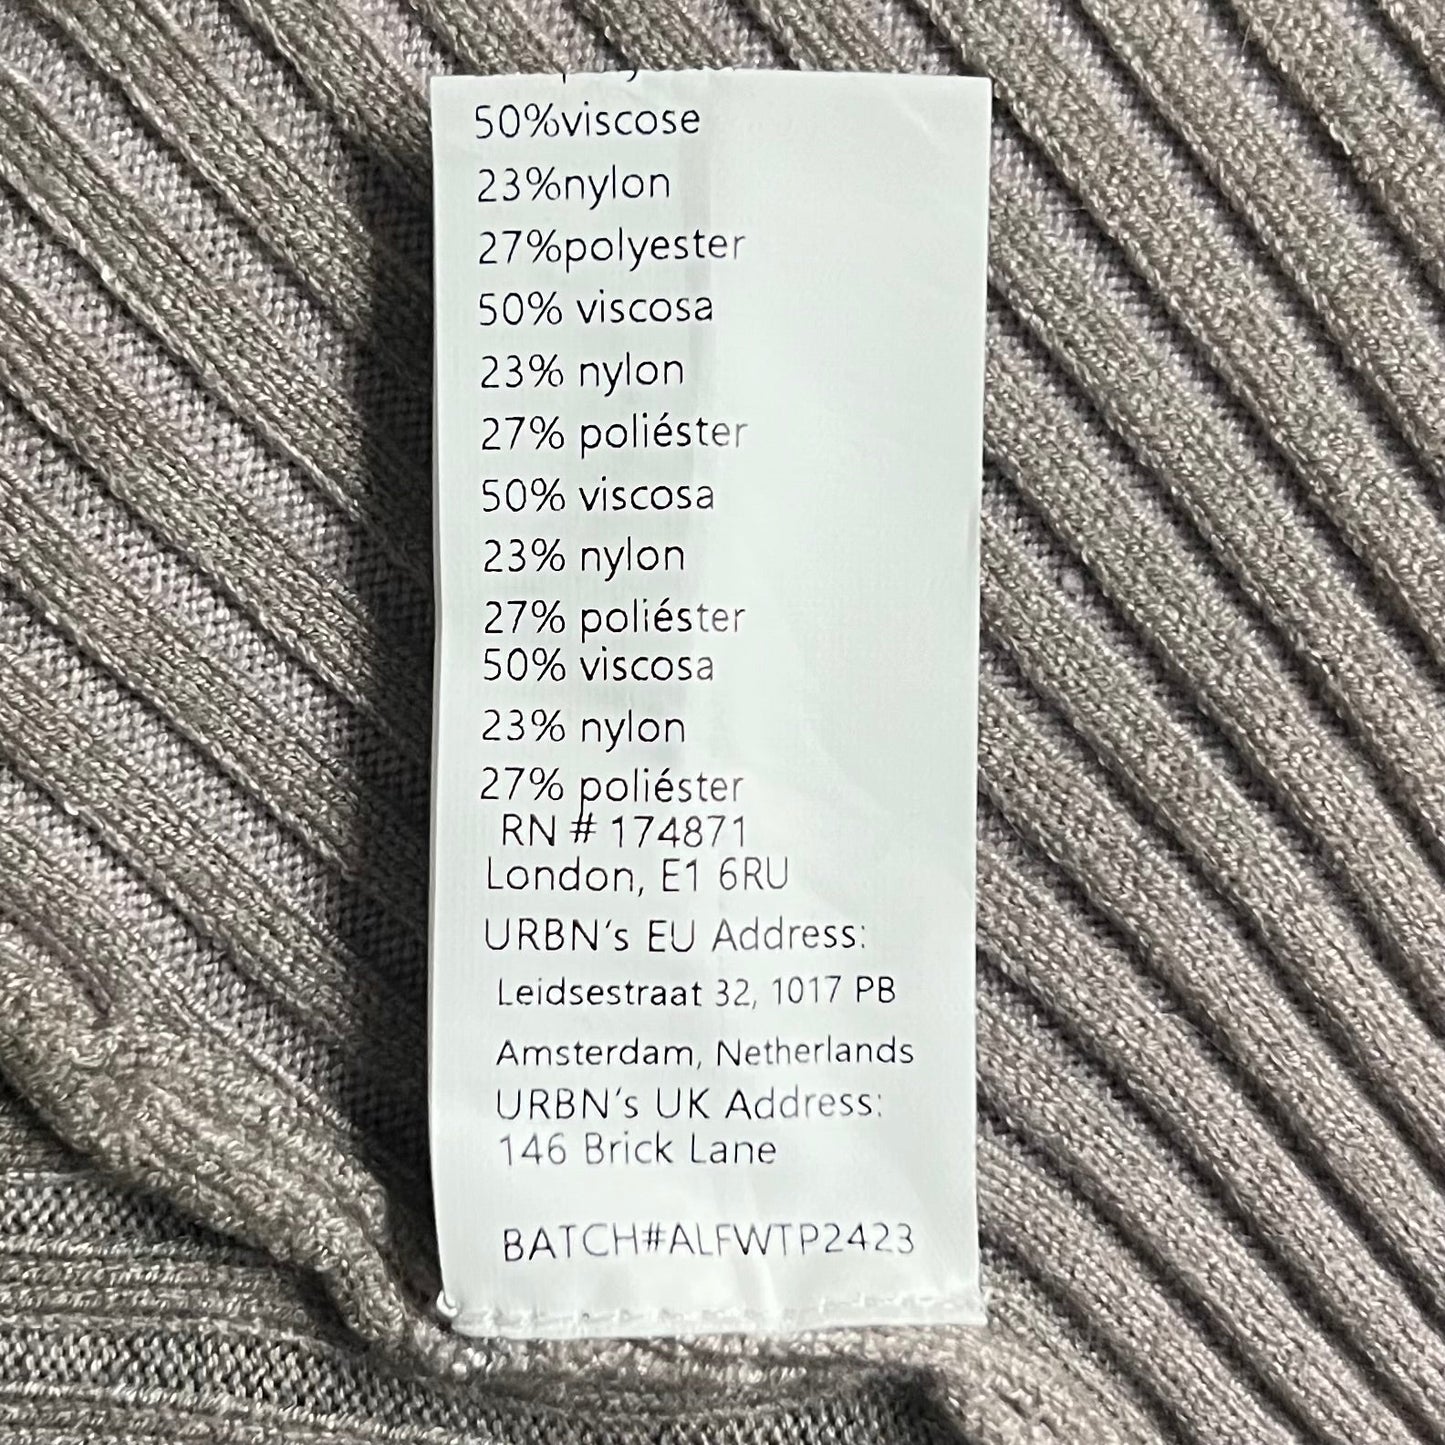 50%viscose
23%nylon
27%polyester
50% viscosa
23% nylon
27% poliéster
50% viscosa
23% nylon
27% poliéster
50% viscosa
23% nylon
27% poliéster
RN # 174871
London, E1 6RU
URBN's EU Address:
Leidsestraat 32, 1017 PB
Amsterdam, Netherlands
URBN's UK Address:
146 Brick Lane
BATCH#ALFWTP2423